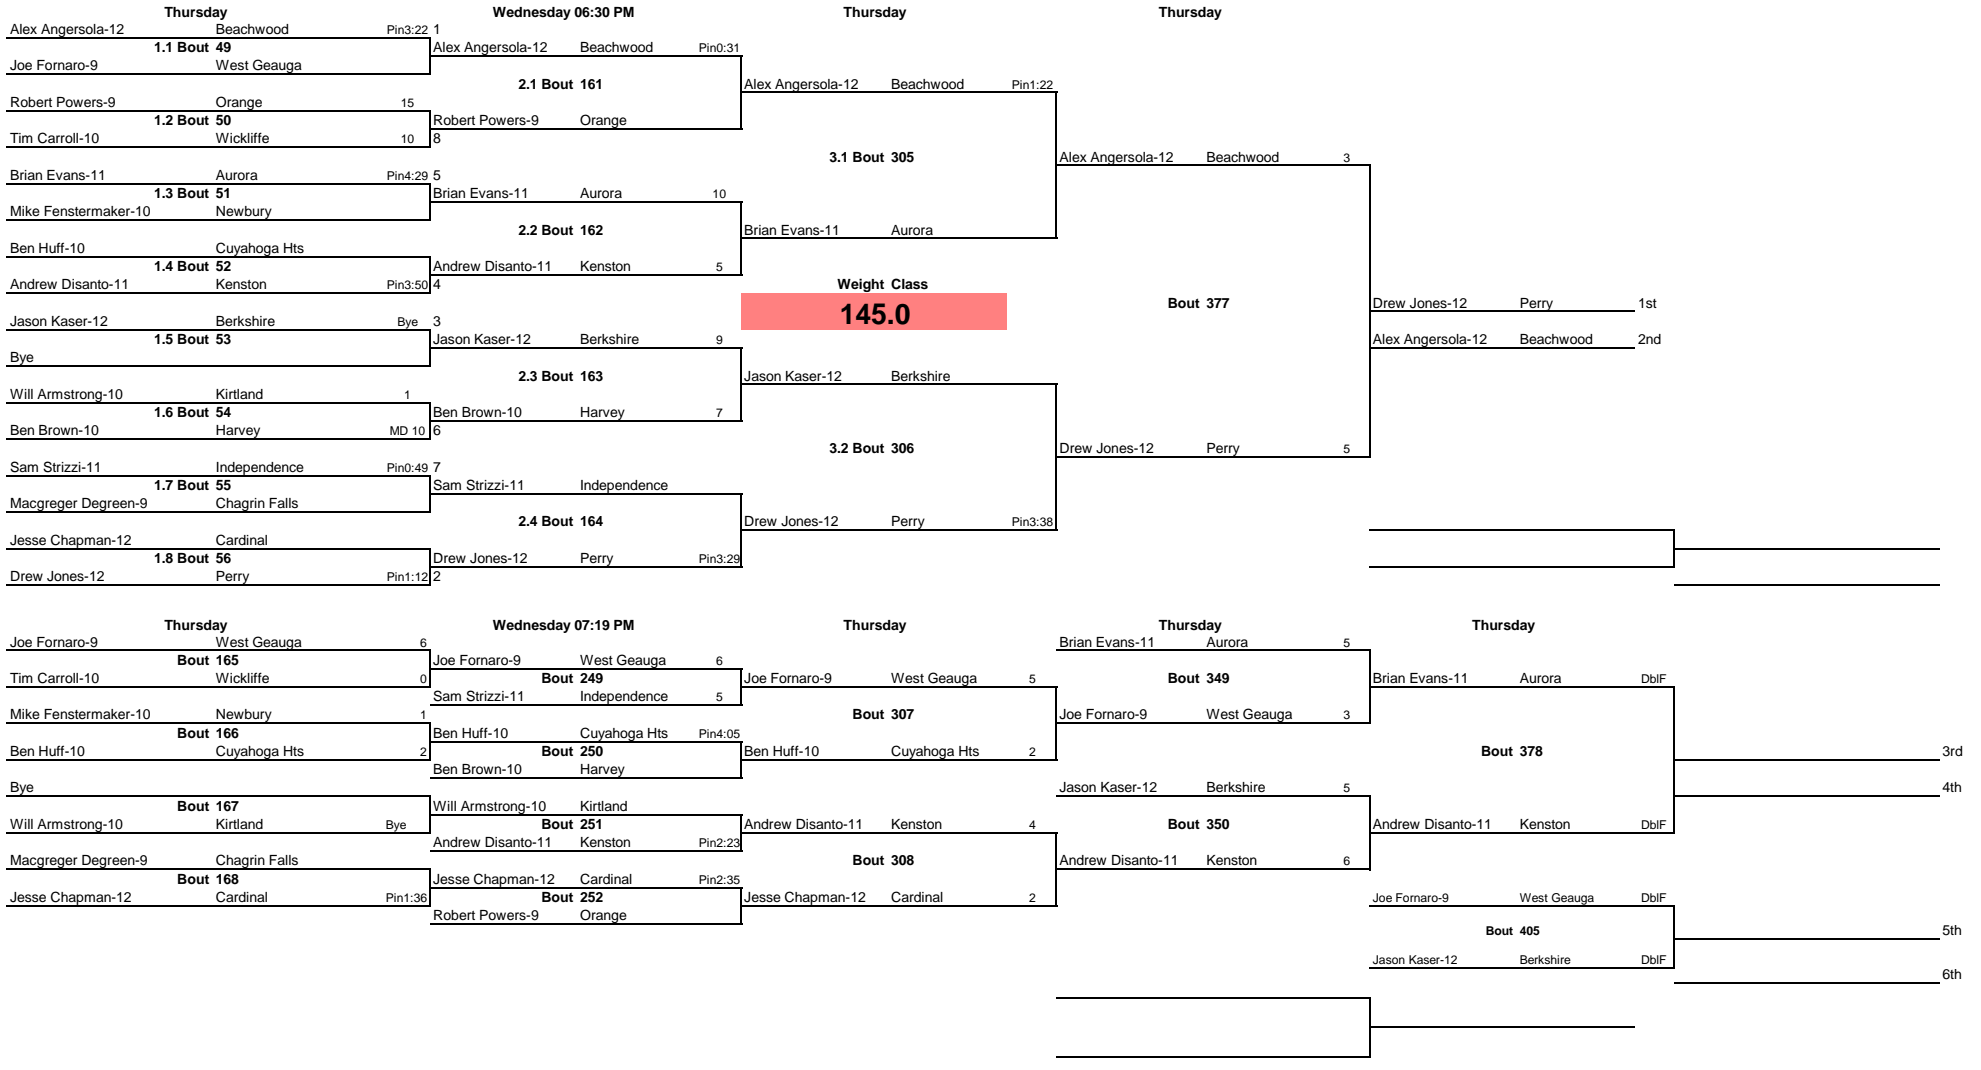 Thursday Wednesday 06:30 PM Thursday Thursday
Alex Angersola-12 Beachwood Pin3:22 1
1.1 Bout 49 Alex Angersola-12 Beachwood Pin0:31
Joe Fornaro-9 West Geauga
2.1 Bout 161 Alex Angersola-12 Beachwood Pin1:22
Robert Powers-9 Orange 15
1.2 Bout 50 Robert Powers-9 Orange
Tim Carroll-10 Wickliffe 10 8
3.1 Bout 305 Alex Angersola-12 Beachwood 3
Brian Evans-11 Aurora Pin4:29 5
1.3 Bout 51 Brian Evans-11 Aurora 10
Mike Fenstermaker-10 Newbury
2.2 Bout 162 Brian Evans-11 Aurora
Ben Huff-10 Cuyahoga Hts
1.4 Bout 52 Andrew Disanto-11 Kenston 5
Andrew Disanto-11 Kenston Pin3:50 4 Weight Class
Bout 377 Drew Jones-12 Perry 1st
145.0
Jason Kaser-12 Berkshire Bye 3
1.5 Bout 53 Jason Kaser-12 Berkshire 9 Alex Angersola-12 Beachwood 2nd
Bye
2.3 Bout 163 Jason Kaser-12 Berkshire
Will Armstrong-10 Kirtland 1
1.6 Bout 54 Ben Brown-10 Harvey 7
Ben Brown-10 Harvey MD 10 6
3.2 Bout 306 Drew Jones-12 Perry 5
Sam Strizzi-11 Independence Pin0:49 7
1.7 Bout 55 Sam Strizzi-11 Independence
Macgreger Degreen-9 Chagrin Falls
2.4 Bout 164 Drew Jones-12 Perry Pin3:38
Jesse Chapman-12 Cardinal
1.8 Bout 56 Drew Jones-12 Perry Pin3:29
Drew Jones-12 Perry Pin1:12 2
Thursday Wednesday 07:19 PM Thursday Thursday Thursday
Joe Fornaro-9 West Geauga 6 Brian Evans-11 Aurora 5
Bout 165 Joe Fornaro-9 West Geauga 6
Tim Carroll-10 Wickliffe 0 Bout 249 Joe Fornaro-9 West Geauga 5 Bout 349 Brian Evans-11 Aurora DblF
Sam Strizzi-11 Independence 5
Mike Fenstermaker-10 Newbury 1 Bout 307 Joe Fornaro-9 West Geauga 3
Bout 166 Ben Huff-10 Cuyahoga Hts Pin4:05
Ben Huff-10 Cuyahoga Hts 2 Bout 250 Ben Huff-10 Cuyahoga Hts 2 Bout 378 3rd
Ben Brown-10 Harvey
Bye Jason Kaser-12 Berkshire 5 4th
Bout 167 Will Armstrong-10 Kirtland
Will Armstrong-10 Kirtland Bye Bout 251 Andrew Disanto-11 Kenston 4 Bout 350 Andrew Disanto-11 Kenston DblF
Andrew Disanto-11 Kenston Pin2:23
Macgreger Degreen-9 Chagrin Falls Bout 308 Andrew Disanto-11 Kenston 6
Bout 168 Jesse Chapman-12 Cardinal Pin2:35
Jesse Chapman-12 Cardinal Pin1:36 Bout 252 Jesse Chapman-12 Cardinal 2 Joe Fornaro-9 West Geauga DblF
Robert Powers-9 Orange
Bout 405 5th
Jason Kaser-12 Berkshire DblF
6th